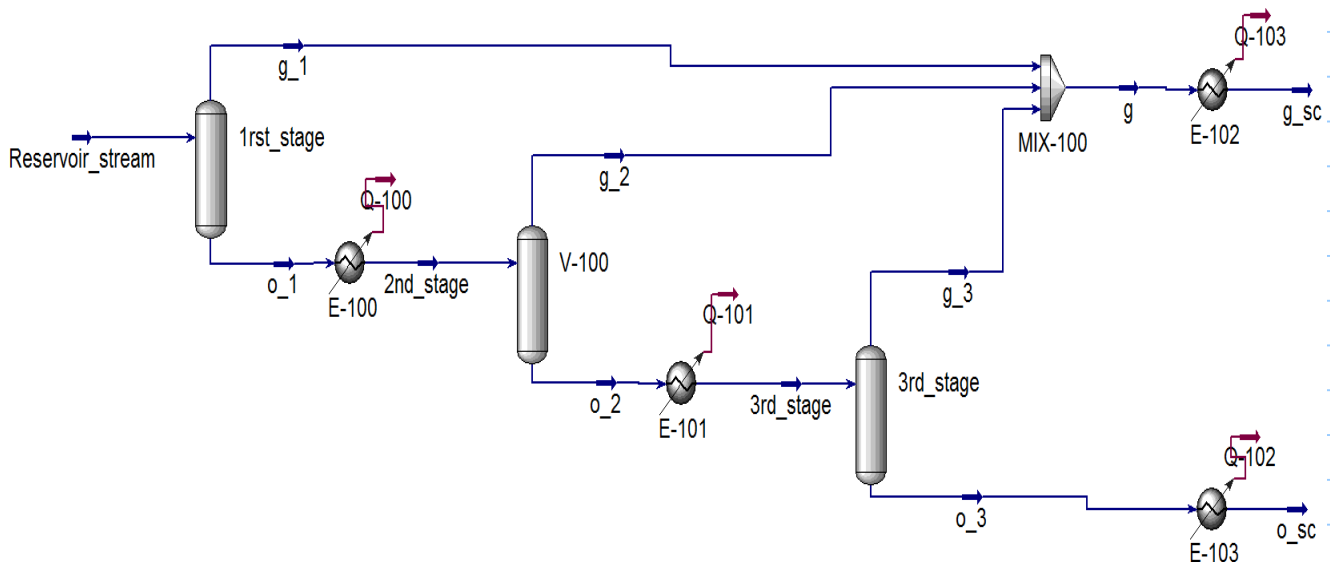 Q-103
g_1
1rst_stage
Reservoir_stream
MIX-100
g
E-102
g_sc
g_2
Q-100
o_1
E-100
2nd_stage
V-100
g_3
Q-101
o_2
E-101
3rd_stage
3rd_stage
Q-102
o_3
E-103
o_sc